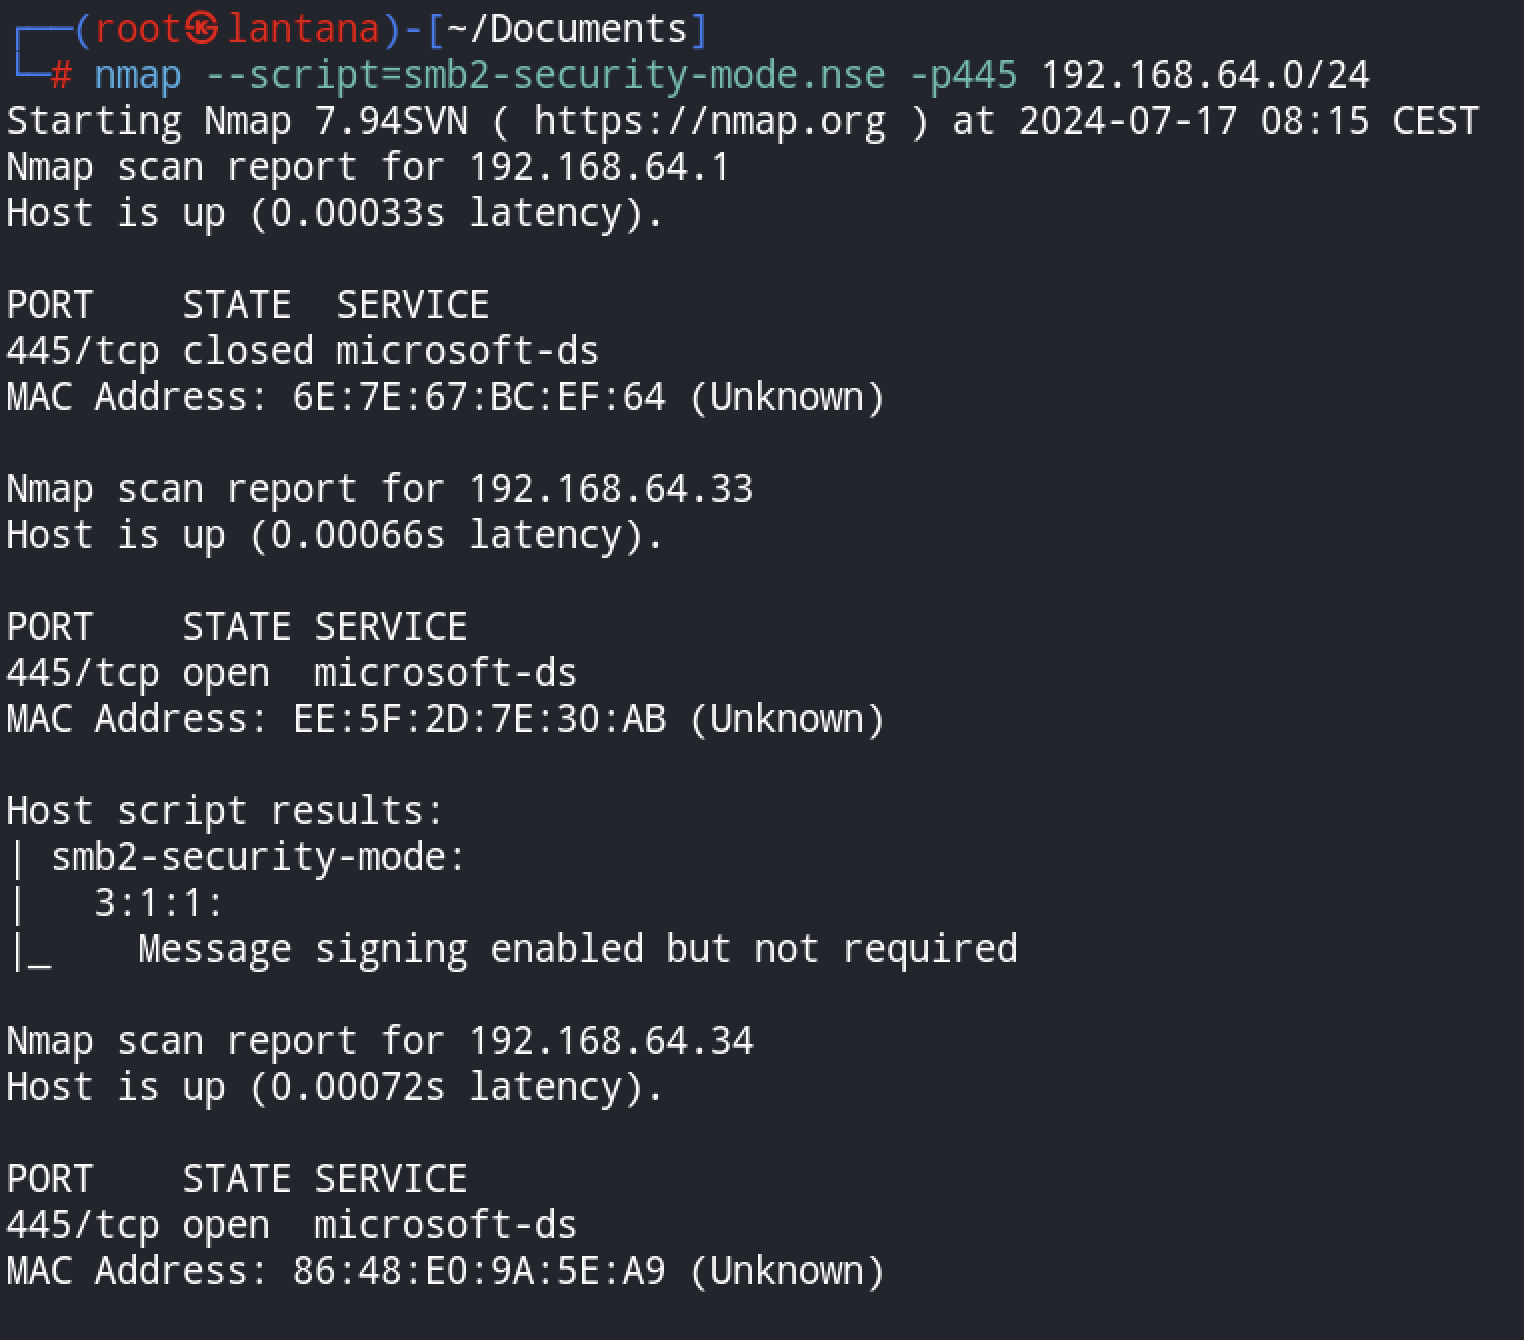 ┌──(root㉿lantana)-[~/Documents]
└─# nmap --script=smb2-security-mode.nse -p445 192.168.64.0/24
Starting Nmap 7.94SVN ( https://nmap.org ) at 2024-07-17 08:15 CEST
Nmap scan report for 192.168.64.1
Host is up (0.00033s latency).

PORT    STATE  SERVICE
445/tcp closed microsoft-ds
MAC Address: 6E:7E:67:BC:EF:64 (Unknown)

Nmap scan report for 192.168.64.33
Host is up (0.00066s latency).

PORT    STATE SERVICE
445/tcp open  microsoft-ds
MAC Address: EE:5F:2D:7E:30:AB (Unknown)

Host script results:
| smb2-security-mode:
|   3:1:1:
|_    Message signing enabled but not required

Nmap scan report for 192.168.64.34
Host is up (0.00072s latency).

PORT    STATE SERVICE
445/tcp open  microsoft-ds
MAC Address: 86:48:E0:9A:5E:A9 (Unknown)